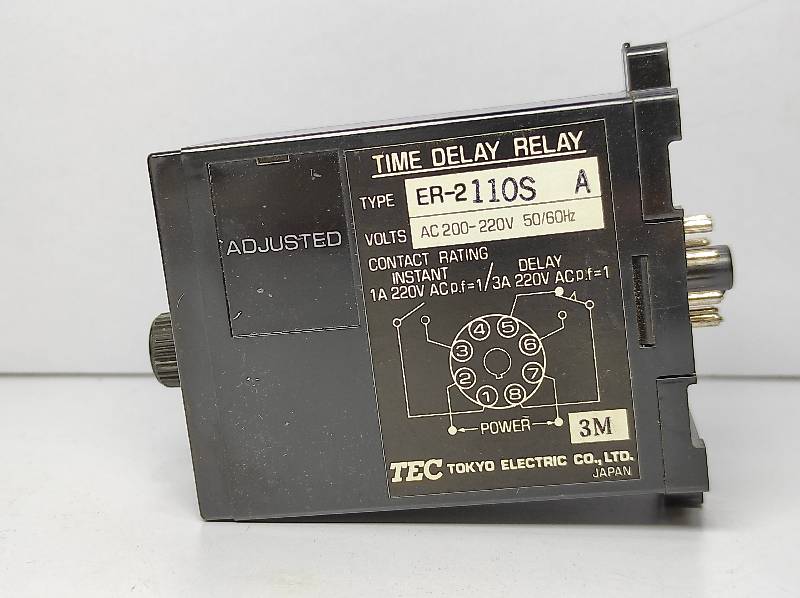 ADJUSTED
TIME DELAY RELAY
TYPE ER-2110S A
VOLTS AC 200-220V 50/60Hz
CONTACT RATING
INSTANT / DELAY
1A 220V AC p.f=1 / 3A 220V AC p.f=1
4 5
3 6
2 7
1 8
POWER
3M
TEC TOKYO ELECTRIC CO., LTD.
JAPAN